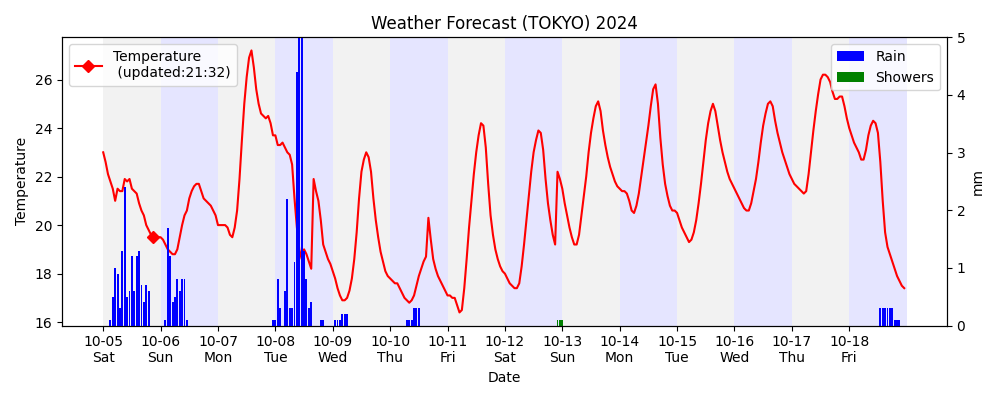 Weather Forecast (TOKYO) 2024
Temperature
(updated:21:32)
Rain
Showers
Temperature
26
24
22
20
18
16
5
4
3
2
1
0
mm
10-05 10-06 10-07 10-08 10-09 10-10 10-11 10-12 10-13 10-14 10-15 10-16 10-17 10-18
Sat Sun Mon Tue Wed Thu Fri Sat Sun Mon Tue Wed Thu Fri
Date